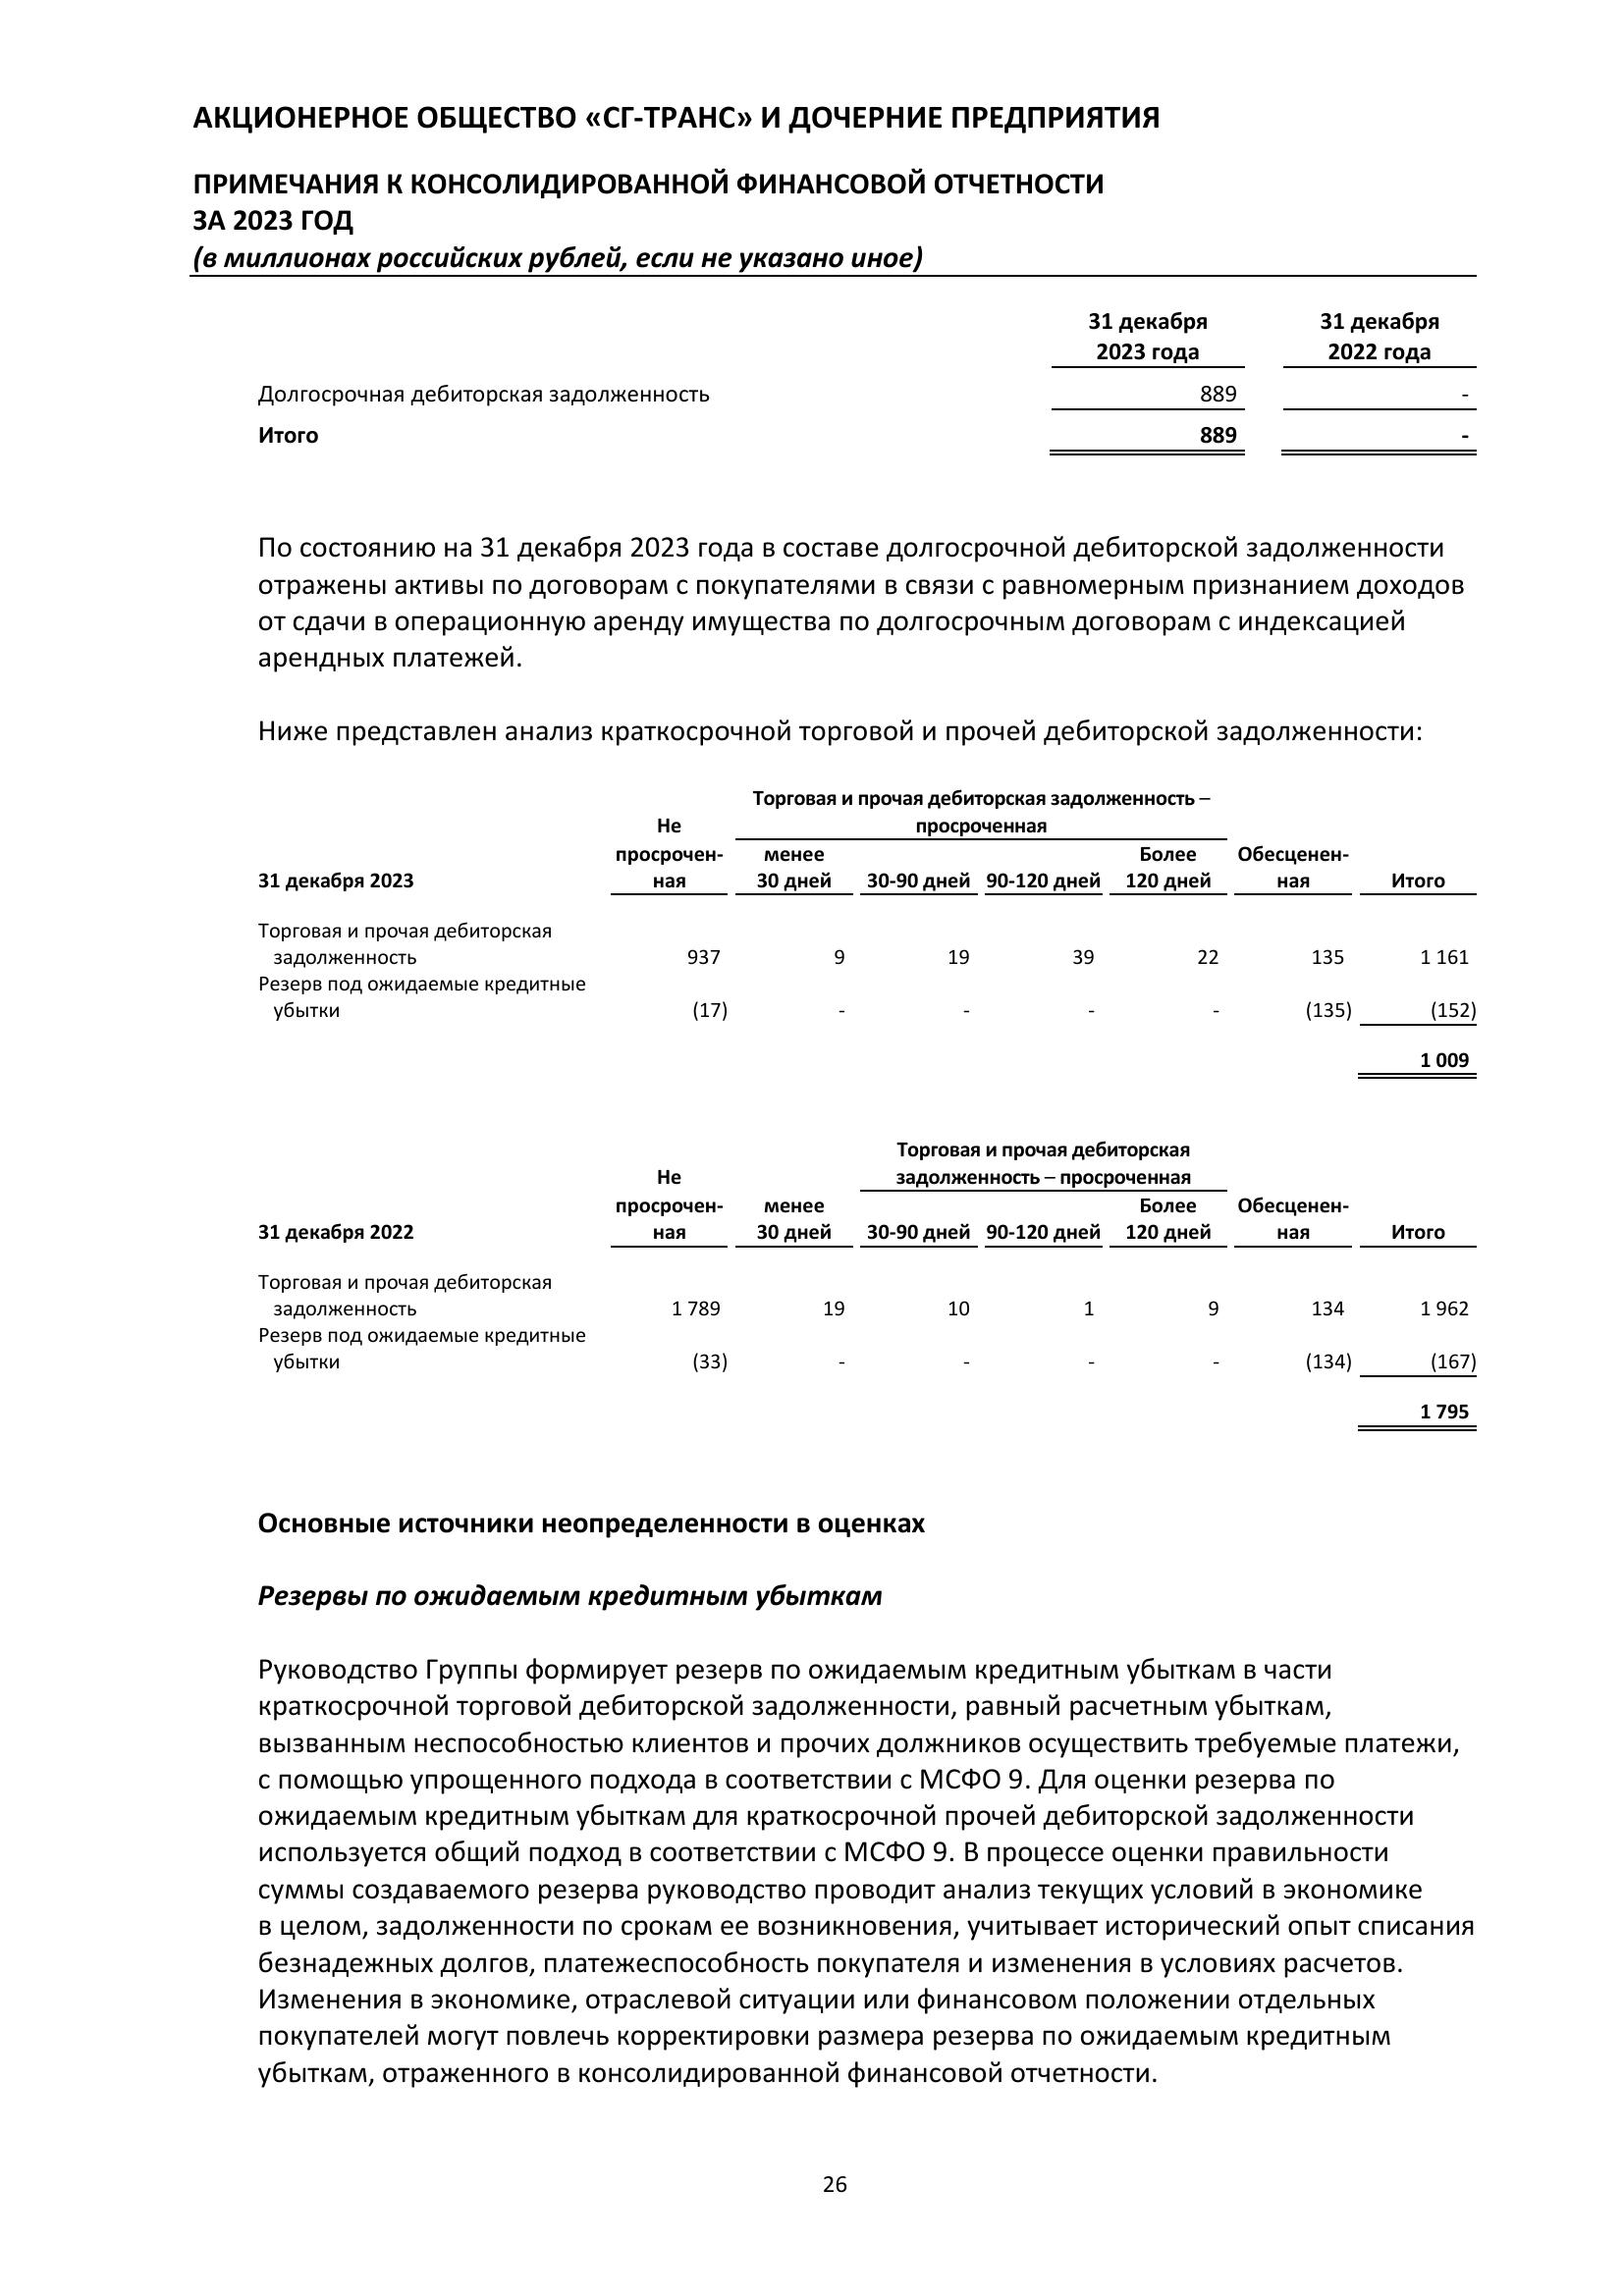 АКЦИОНЕРНОЕ ОБЩЕСТВО «СГ-ТРАНС» И ДОЧЕРНИЕ ПРЕДПРИЯТИЯ
ПРИМЕЧАНИЯ К КОНСОЛИДИРОВАННОЙ ФИНАНСОВОЙ ОТЧЕТНОСТИ
ЗА 2023 ГОД
(в миллионах российских рублей, если не указано иное)
31 декабря 31 декабря
2023 года 2022 года
Долгосрочная дебиторская задолженность 889 -
Итого 889 -
По состоянию на 31 декабря 2023 года в составе долгосрочной дебиторской задолженности
отражены активы по договорам с покупателями в связи с равномерным признанием доходов
от сдачи в операционную аренду имущества по долгосрочным договорам с индексацией
арендных платежей.
Ниже представлен анализ краткосрочной торговой и прочей дебиторской задолженности:
Торговая и прочая дебиторская задолженность –
Не просроченная
просрочен- менее Более Обесценен-
31 декабря 2023 ная 30 дней 30-90 дней 90-120 дней 120 дней ная Итого
Торговая и прочая дебиторская
задолженность 937 9 19 39 22 135 1 161
Резерв под ожидаемые кредитные
убытки (17) - - - - (135) (152)
1 009
Торговая и прочая дебиторская
Не задолженность – просроченная
просрочен- менее Более Обесценен-
31 декабря 2022 ная 30 дней 30-90 дней 90-120 дней 120 дней ная Итого
Торговая и прочая дебиторская
задолженность 1 789 19 10 1 9 134 1 962
Резерв под ожидаемые кредитные
убытки (33) - - - - (134) (167)
1 795
Основные источники неопределенности в оценках
Резервы по ожидаемым кредитным убыткам
Руководство Группы формирует резерв по ожидаемым кредитным убыткам в части
краткосрочной торговой дебиторской задолженности, равный расчетным убыткам,
вызванным неспособностью клиентов и прочих должников осуществить требуемые платежи,
с помощью упрощенного подхода в соответствии с МСФО 9. Для оценки резерва по
ожидаемым кредитным убыткам для краткосрочной прочей дебиторской задолженности
используется общий подход в соответствии с МСФО 9. В процессе оценки правильности
суммы создаваемого резерва руководство проводит анализ текущих условий в экономике
в целом, задолженности по срокам ее возникновения, учитывает исторический опыт списания
безнадежных долгов, платежеспособность покупателя и изменения в условиях расчетов.
Изменения в экономике, отраслевой ситуации или финансовом положении отдельных
покупателей могут повлечь корректировки размера резерва по ожидаемым кредитным
убыткам, отраженного в консолидированной финансовой отчетности.
26